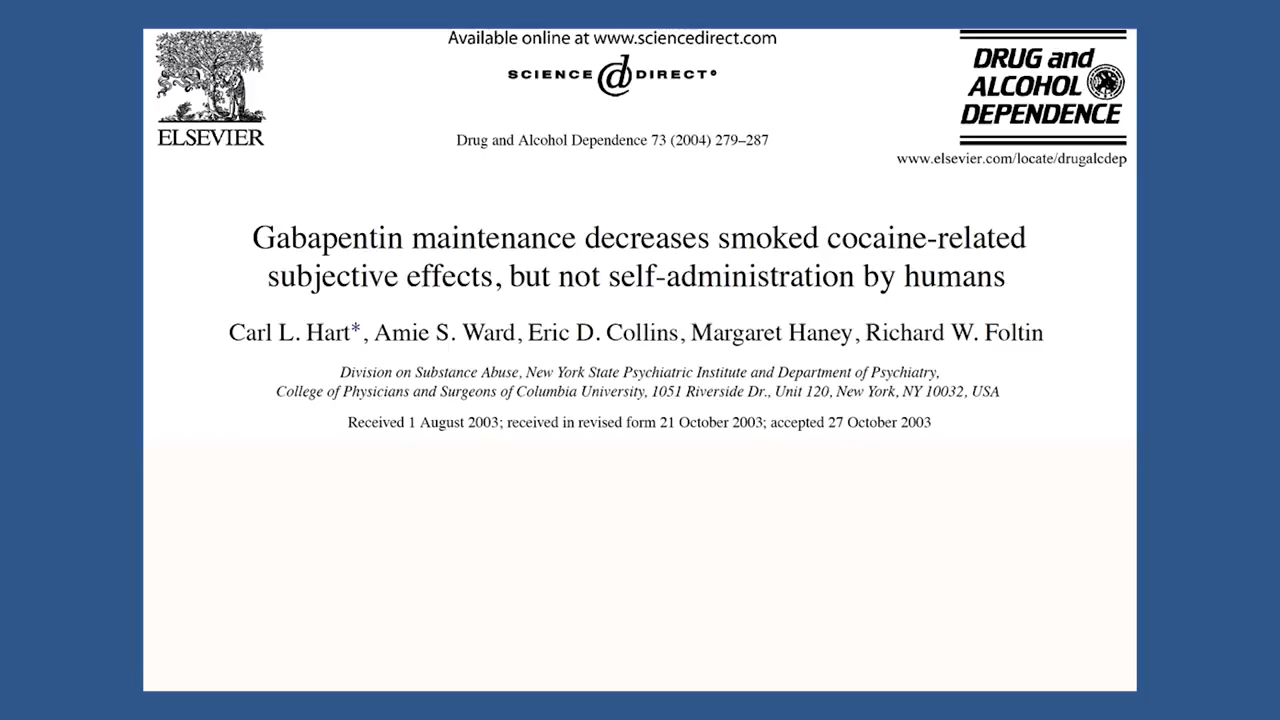 Available online at www.sciencedirect.com
SCIENCE d DIRECT®
DRUG and
ALCOHOL
DEPENDENCE
ELSEVIER
Drug and Alcohol Dependence 73 (2004) 279–287
www.elsevier.com/locate/drugalcdep
Gabapentin maintenance decreases smoked cocaine-related
subjective effects, but not self-administration by humans
Carl L. Hart*, Amie S. Ward, Eric D. Collins, Margaret Haney, Richard W. Foltin
Division on Substance Abuse, New York State Psychiatric Institute and Department of Psychiatry,
College of Physicians and Surgeons of Columbia University, 1051 Riverside Dr., Unit 120, New York, NY 10032, USA
Received 1 August 2003; received in revised form 21 October 2003; accepted 27 October 2003